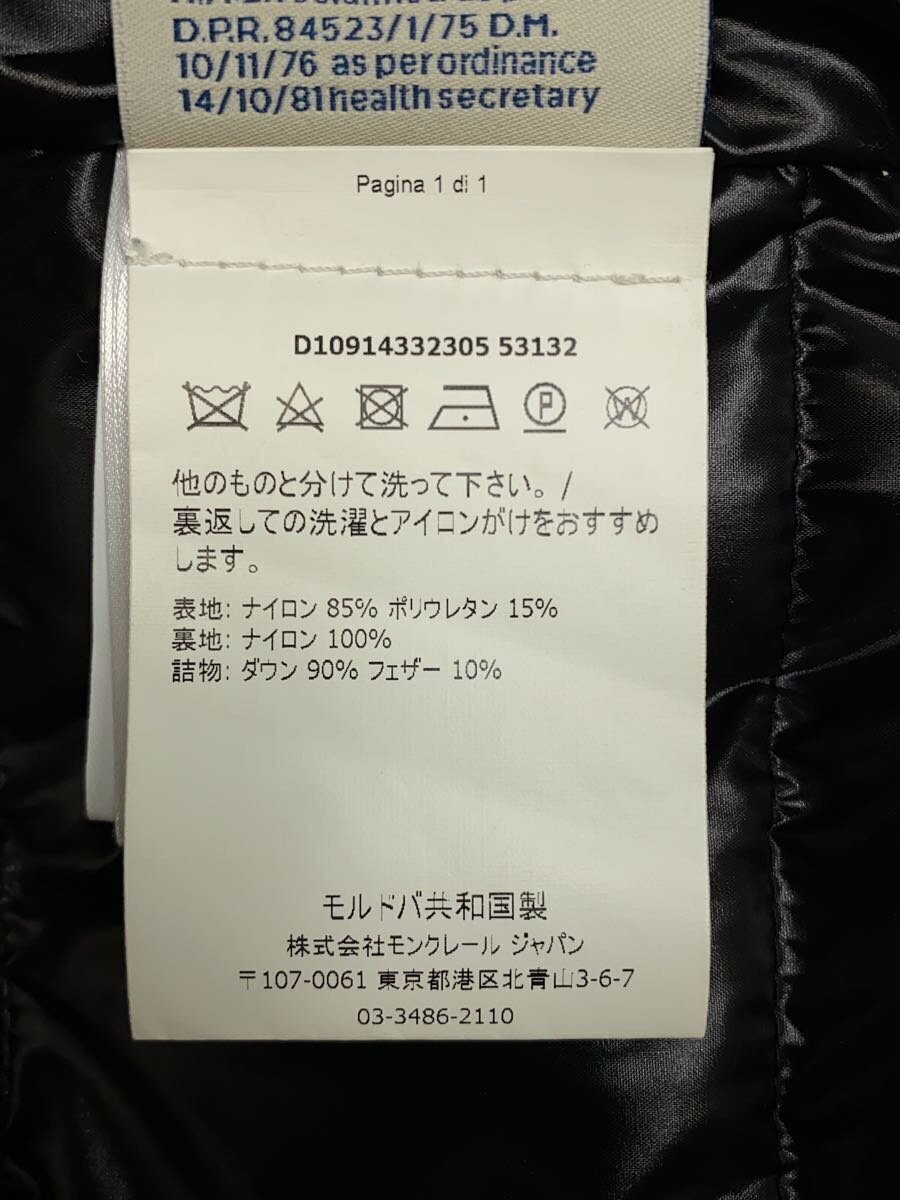 D.P.R. 84523/1/75 D.M.
10/11/76 as per ordinance
14/10/81 health secretary
Pagina 1 di 1
D10914332305 53132
P
W
他のものと分けて洗って下さい。/
裏返しての洗濯とアイロンがけをおすすめ
します。
表地: ナイロン 85% ポリウレタン 15%
裏地: ナイロン 100%
詰物: ダウン 90% フェザー 10%
モルドバ共和国製
株式会社モンクレール ジャパン
〒107-0061 東京都港区北青山3-6-7
03-3486-2110